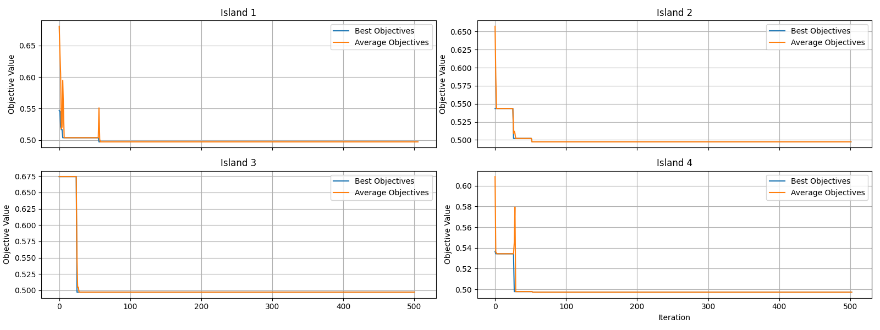 Island 1
Objective Value
0.65
0.60
0.55
0.50
Best Objectives
Average Objectives
Island 2
Objective Value
0.650
0.625
0.600
0.575
0.550
0.525
0.500
Best Objectives
Average Objectives
Island 3
Objective Value
0.675
0.650
0.625
0.600
0.575
0.550
0.525
0.500
0 100 200 300 400 500
Best Objectives
Average Objectives
Island 4
Objective Value
0.60
0.58
0.56
0.54
0.52
0.50
0 100 200 300 400 500
Iteration
Best Objectives
Average Objectives